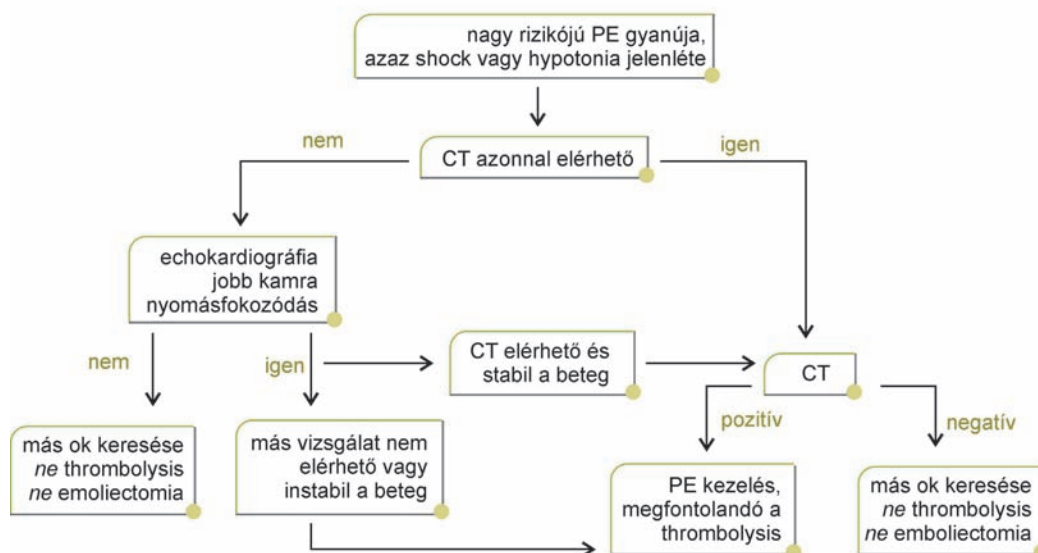 nagy rizikójú PE gyanúja,
azaz shock vagy hypotonia jelenléte
nem
CT azonnal elérhető
igen
echokardiográfia
jobb kamra
nyomásfokozódás
nem
igen
CT elérhető és
stabil a beteg
CT
pozitív
negatív
más ok keresése
ne thrombolysis
ne emoliectomia
más vizsgálat nem
elérhető vagy
instabil a beteg
PE kezelés,
megfontolandó a
thrombolysis
más ok keresése
ne thrombolysis
ne emboliectomia